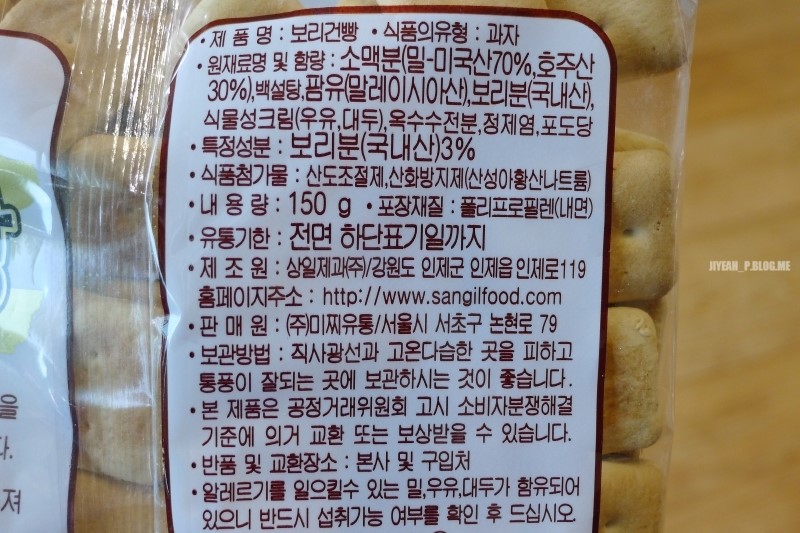 • 제 품 명 : 보리건빵 • 식품의유형 : 과자
• 원재료명 및 함량 : 소맥분(밀-미국산70%,호주산
30%),백설탕,팜유(말레이시아산),보리분(국내산),
식물성크림(우유,대두),옥수수전분,정제염,포도당
• 특정성분 : 보리분(국내산)3%
• 식품첨가물 : 산도조절제,산화방지제(산성아황산나트륨)
• 내 용 량 : 150 g • 포장재질 : 폴리프로필렌(내면)
• 유통기한 : 전면 하단표기일까지
• 제 조 원 : 상일제과(주)/강원도 인제군 인제읍 인제로119
홈페이지주소 : http://www.sangilfood.com
• 판 매 원 : (주)미찌유통/서울시 서초구 논현로 79
• 보관방법 : 직사광선과 고온다습한 곳을 피하고
통풍이 잘되는 곳에 보관하시는 것이 좋습니다.
• 본 제품은 공정거래위원회 고시 소비자분쟁해결
기준에 의거 교환 또는 보상받을 수 있습니다.
• 반품 및 교환장소 : 본사 및 구입처
• 알레르기를 일으킬수 있는 밀,우유,대두가 함유되어
있으니 반드시 섭취가능 여부를 확인 후 드십시오.
을
다.
져
JIYEAH_P.BLOG.ME